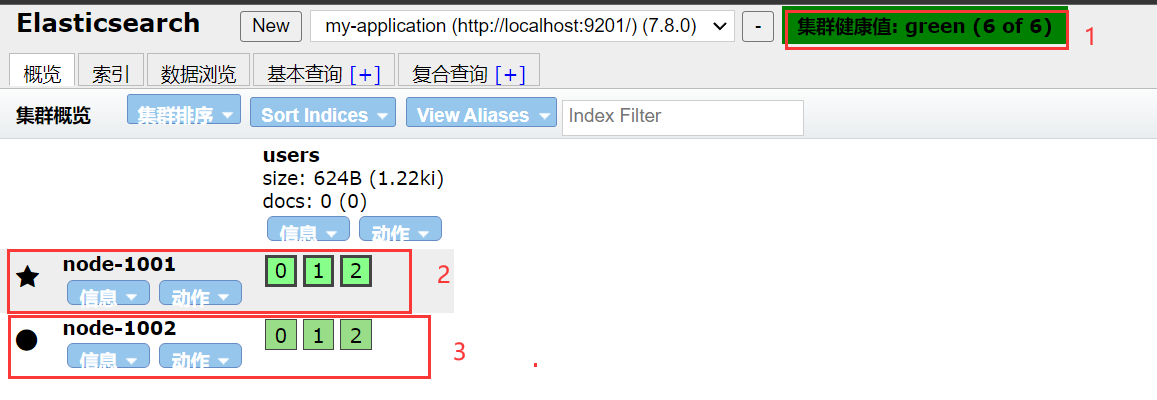 Elasticsearch New my-application (http://localhost:9201/) (7.8.0) - 集群健康值: green (6 of 6) 1
概览 索引 数据浏览 基本查询 [+] 复合查询 [+]
集群概览 集群排序 Sort Indices View Aliases Index Filter
users
size: 624B (1.22ki)
docs: 0 (0)
信息 动作
node-1001 0 1 2 2
信息 动作
node-1002 0 1 2 3
信息 动作